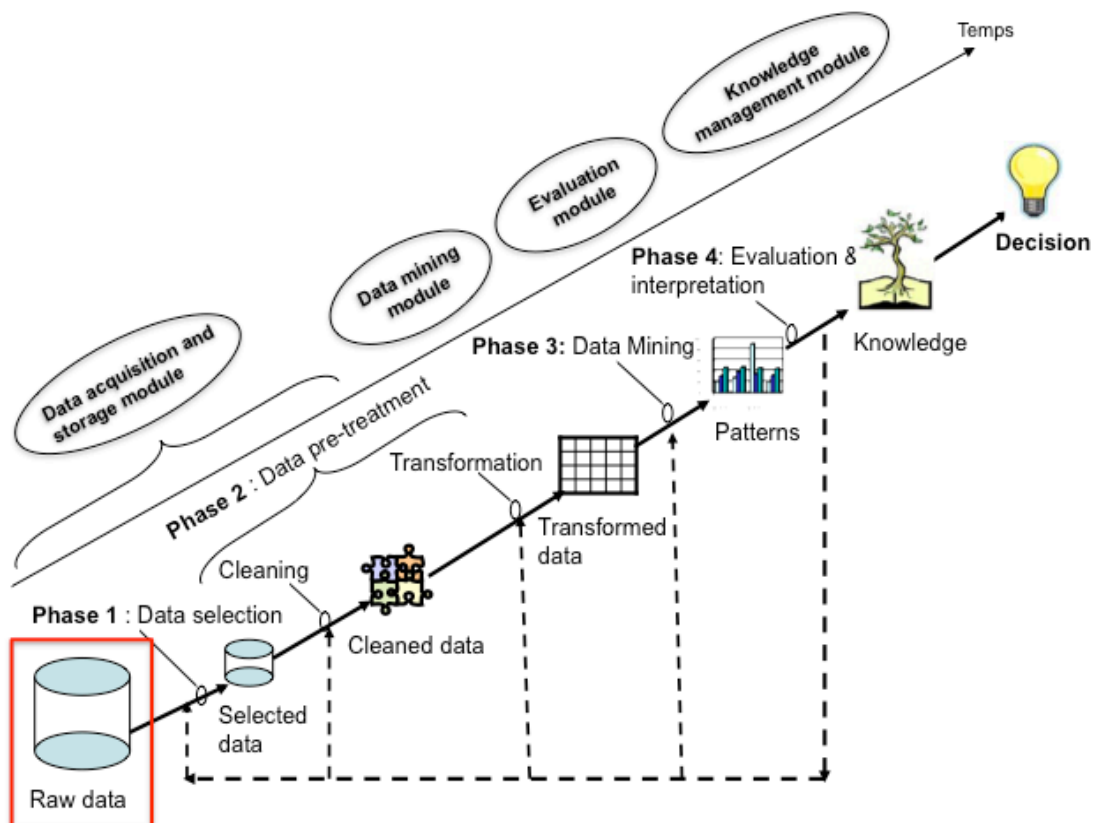 Temps
Knowledge
management module
Evaluation
module
Data mining
module
Data acquisition and
storage module
Decision
Phase 4: Evaluation &
interpretation
Knowledge
Phase 3: Data Mining
Patterns
Phase 2 : Data pre-treatment
Transformation
Transformed
data
Cleaning
Cleaned data
Phase 1 : Data selection
Selected
data
Raw data